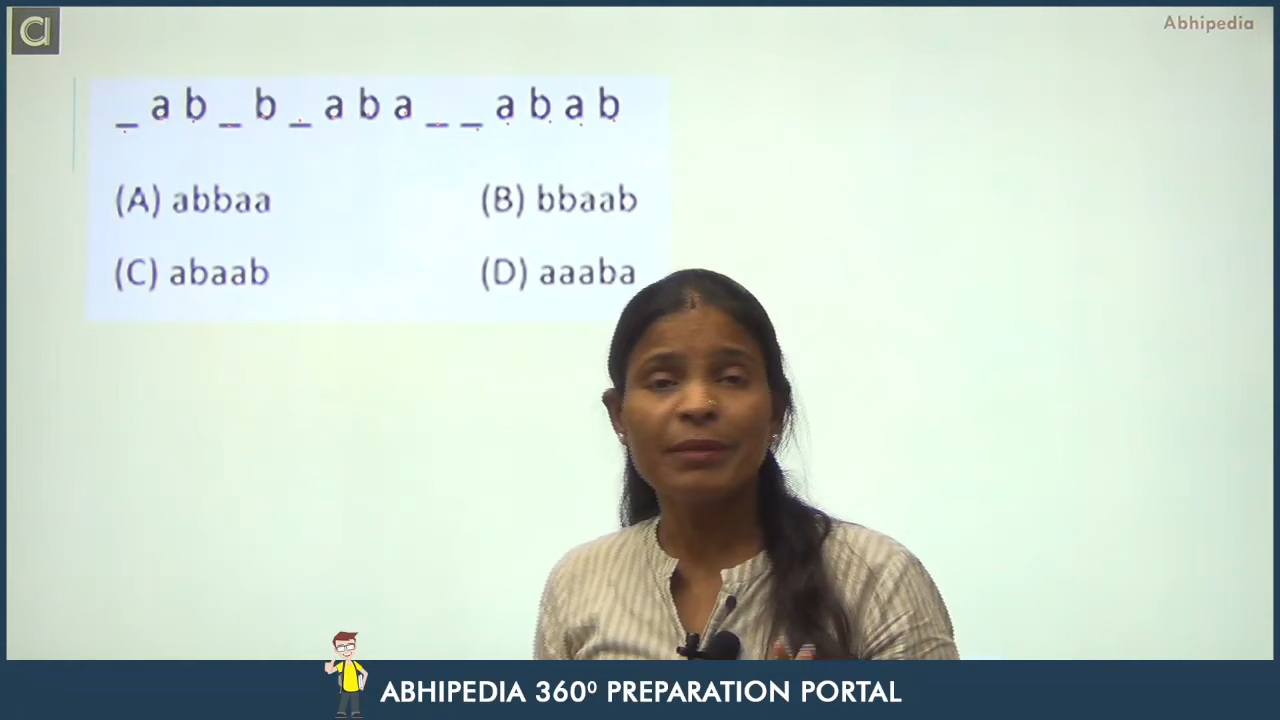 Abhipedia
_ a b _ b _ a b a _ _ a b a b
(A) abbaa (B) bbaab
(C) abaab (D) aaaba
ABHIPEDIA 360⁰ PREPARATION PORTAL